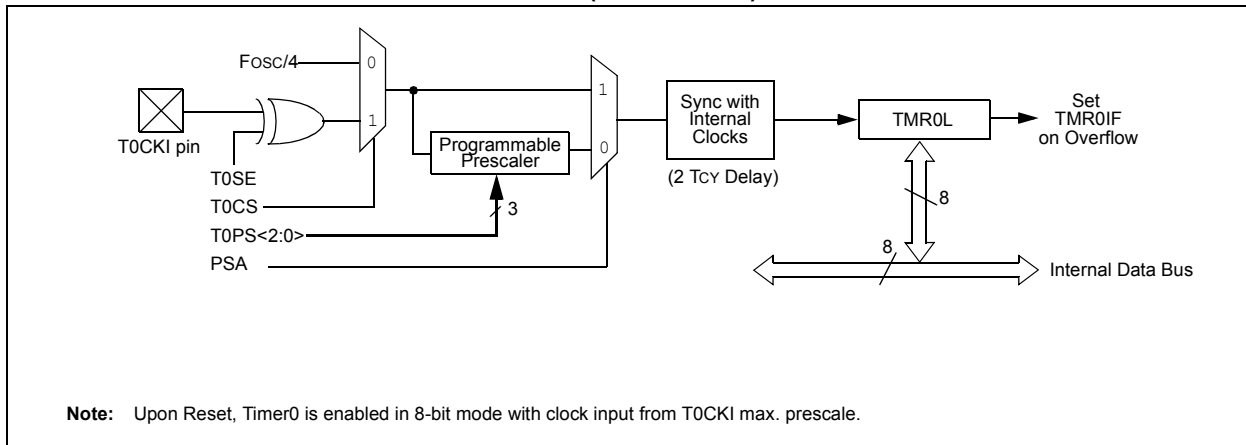 Fosc/4
0
1
T0CKI pin
T0SE
T0CS
T0PS<2:0>
PSA
Programmable
Prescaler
3
1
0
Sync with
Internal
Clocks
(2 TCY Delay)
TMR0L
Set
TMR0IF
on Overflow
8
8
Internal Data Bus
Note: Upon Reset, Timer0 is enabled in 8-bit mode with clock input from T0CKI max. prescale.